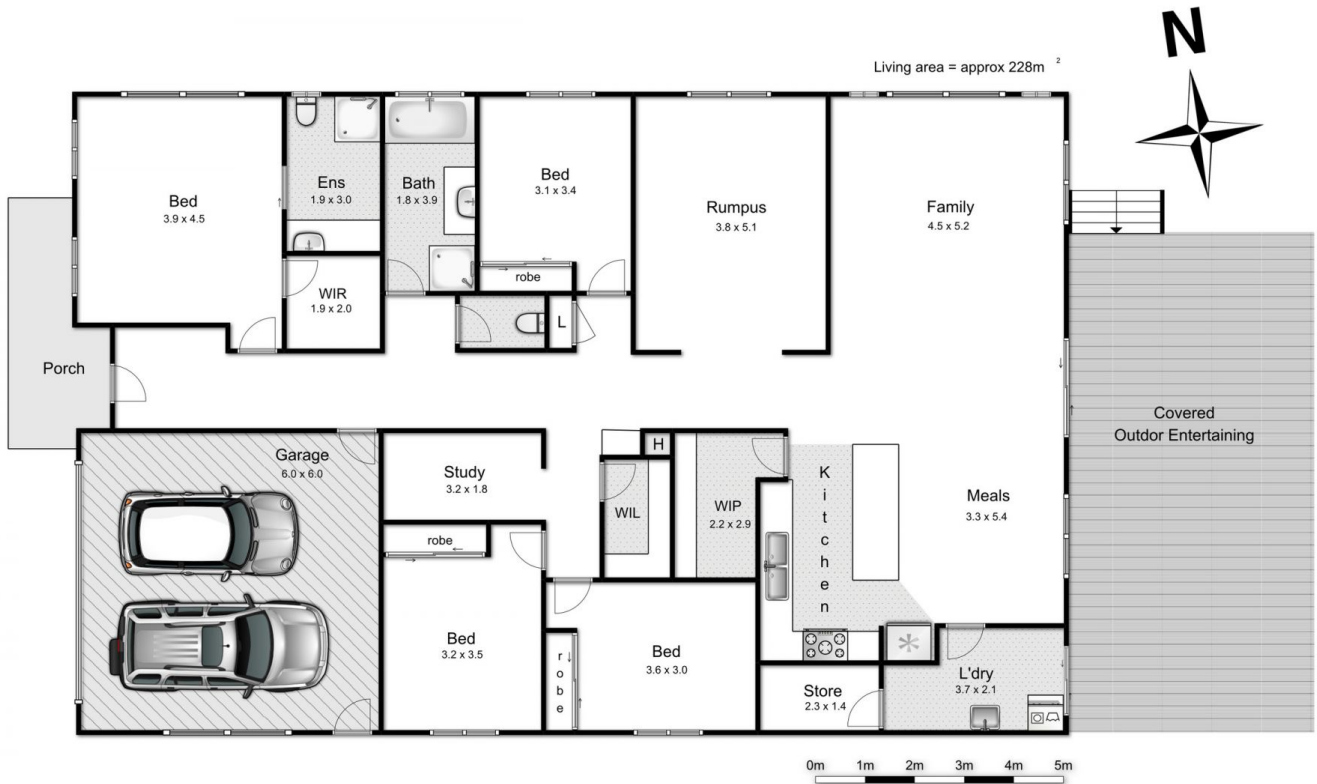 N
Living area = approx 228m 2
Bed
3.9 x 4.5
Ens
1.9 x 3.0
Bath
1.8 x 3.9
Bed
3.1 x 3.4
Rumpus
3.8 x 5.1
Family
4.5 x 5.2
robe
WIR
1.9 x 2.0
L
Porch
Covered
Outdor Entertaining
Garage
6.0 x 6.0
Study
3.2 x 1.8
H
WIL
WIP
2.2 x 2.9
Kitchen
Meals
3.3 x 5.4
robe
Bed
3.2 x 3.5
robe
Bed
3.6 x 3.0
Store
2.3 x 1.4
L'dry
3.7 x 2.1
0m 1m 2m 3m 4m 5m